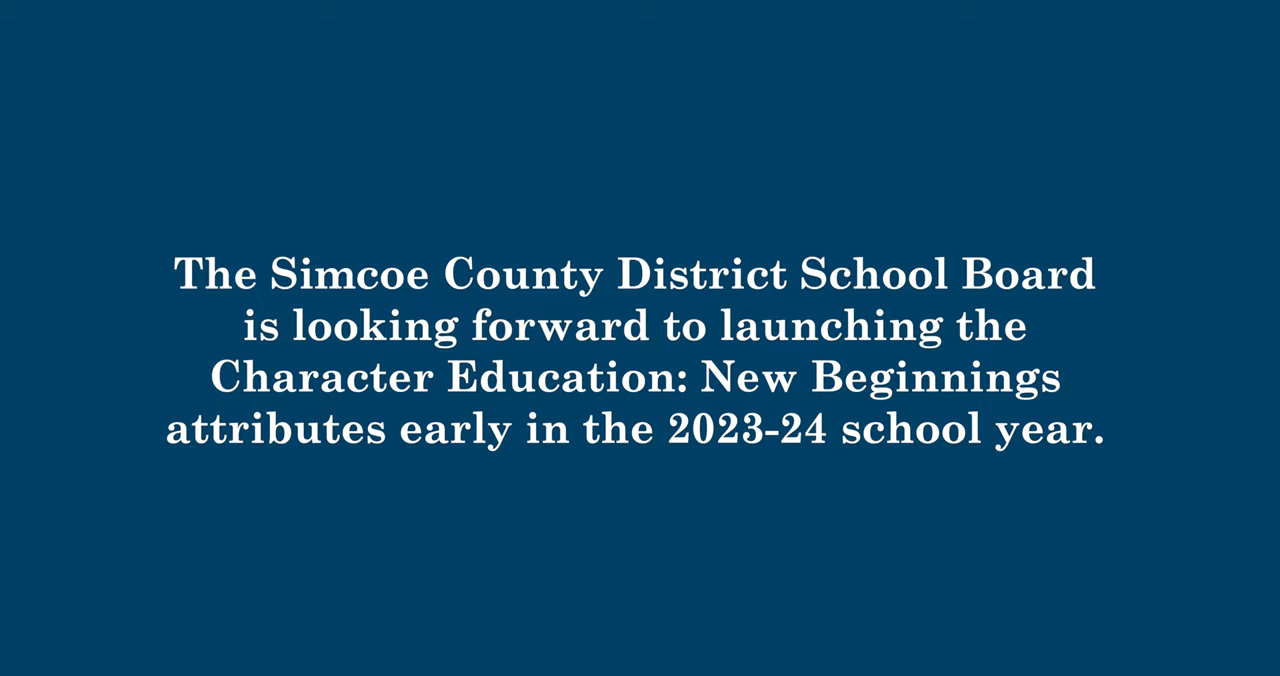 The Simcoe County District School Board
is looking forward to launching the
Character Education: New Beginnings
attributes early in the 2023-24 school year.